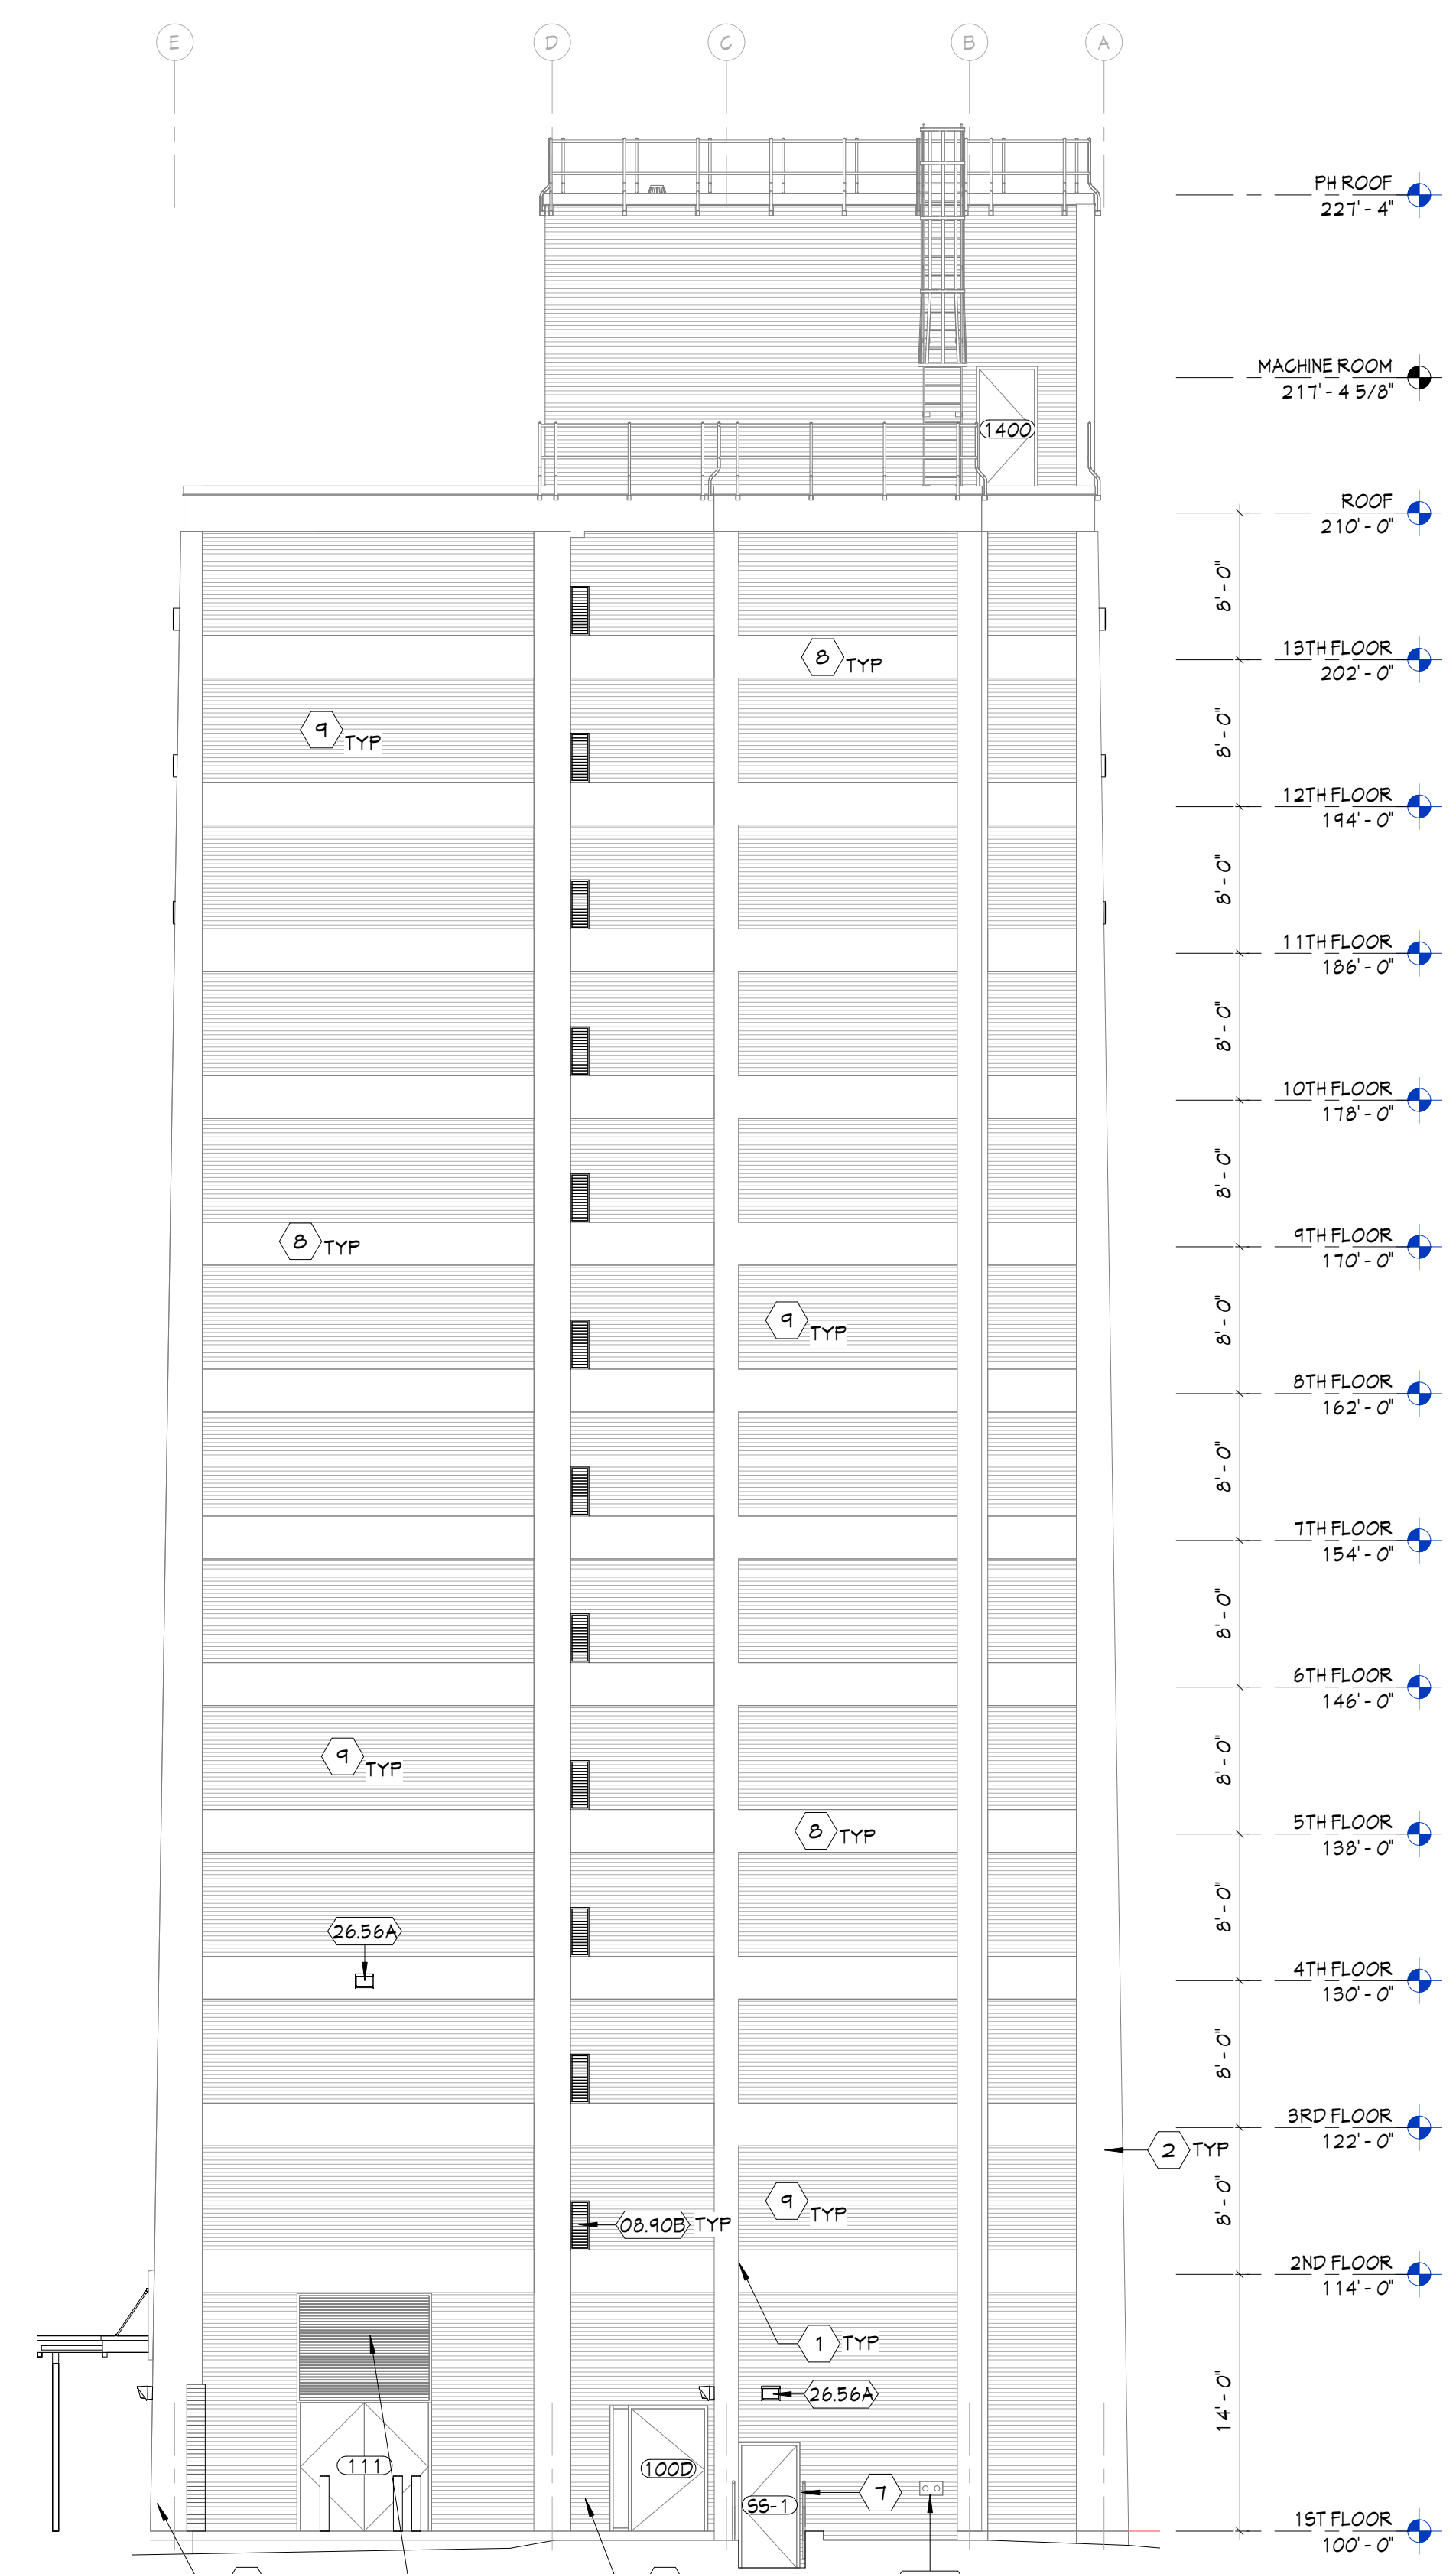 E
D
C
B
A
PH ROOF
227' - 4"
MACHINE ROOM
217' - 4 5/8"
1400
ROOF
210' - 0"
8' - 0"
8
TYP
13TH FLOOR
202' - 0"
9
TYP
8' - 0"
12TH FLOOR
194' - 0"
8' - 0"
11TH FLOOR
186' - 0"
8' - 0"
10TH FLOOR
178' - 0"
8' - 0"
8
TYP
9TH FLOOR
170' - 0"
9
TYP
8' - 0"
8TH FLOOR
162' - 0"
8' - 0"
7TH FLOOR
154' - 0"
8' - 0"
6TH FLOOR
146' - 0"
9
TYP
8' - 0"
8
TYP
5TH FLOOR
138' - 0"
8' - 0"
26.56A
4TH FLOOR
130' - 0"
8' - 0"
3RD FLOOR
122' - 0"
2 TYP
9
TYP
8' - 0"
08.90B TYP
2ND FLOOR
114' - 0"
1 TYP
26.56A
14' - 0"
111
100D
7
SS-1
1ST FLOOR
100' - 0"